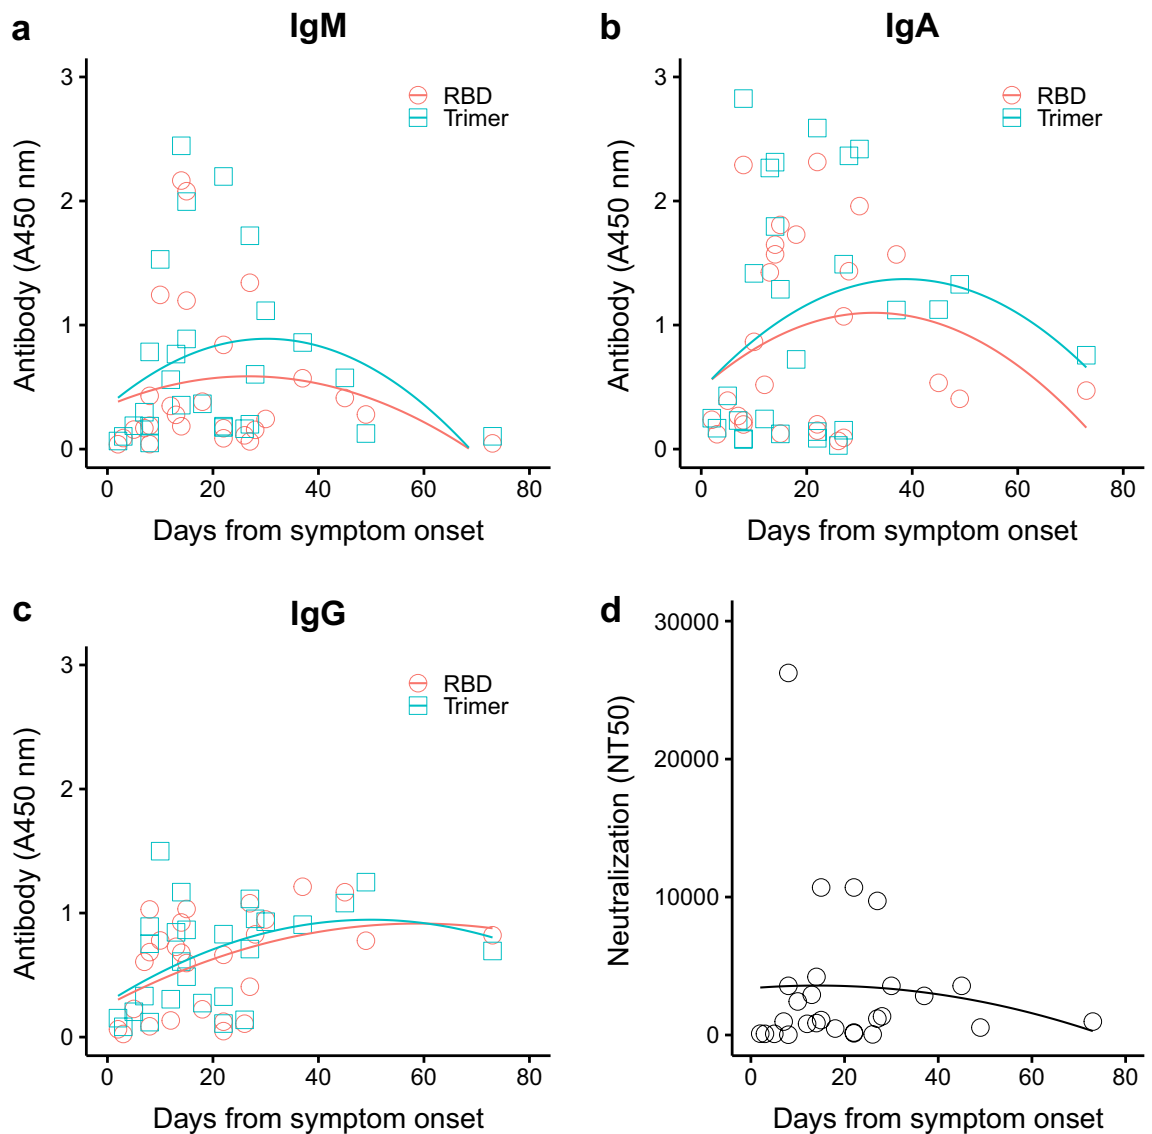 a
IgM
3
2
1
0
Antibody (A450 nm)
RBD
Trimer
0 20 40 60 80
Days from symptom onset
b
IgA
3
2
1
0
Antibody (A450 nm)
RBD
Trimer
0 20 40 60 80
Days from symptom onset
c
IgG
3
2
1
0
Antibody (A450 nm)
RBD
Trimer
0 20 40 60 80
Days from symptom onset
d
30000
20000
10000
0
Neutralization (NT50)
0 20 40 60 80
Days from symptom onset